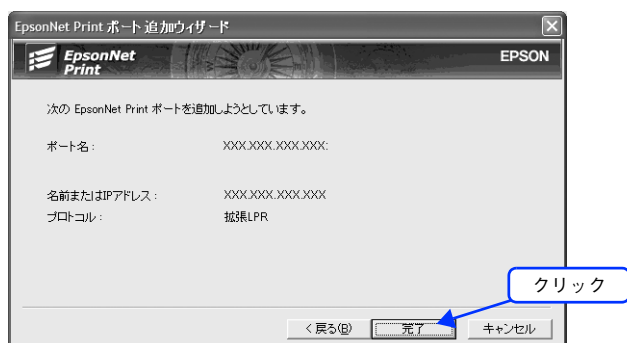 EpsonNet Print ポート追加ウィザード
EpsonNet
Print
EPSON
次の EpsonNet Print ポートを追加しようとしています。
ポート名： XXX.XXX.XXX.XXX:
名前またはIPアドレス： XXX.XXX.XXX.XXX
プロトコル： 拡張LPR
クリック
< 戻る(B) 完了 キャンセル